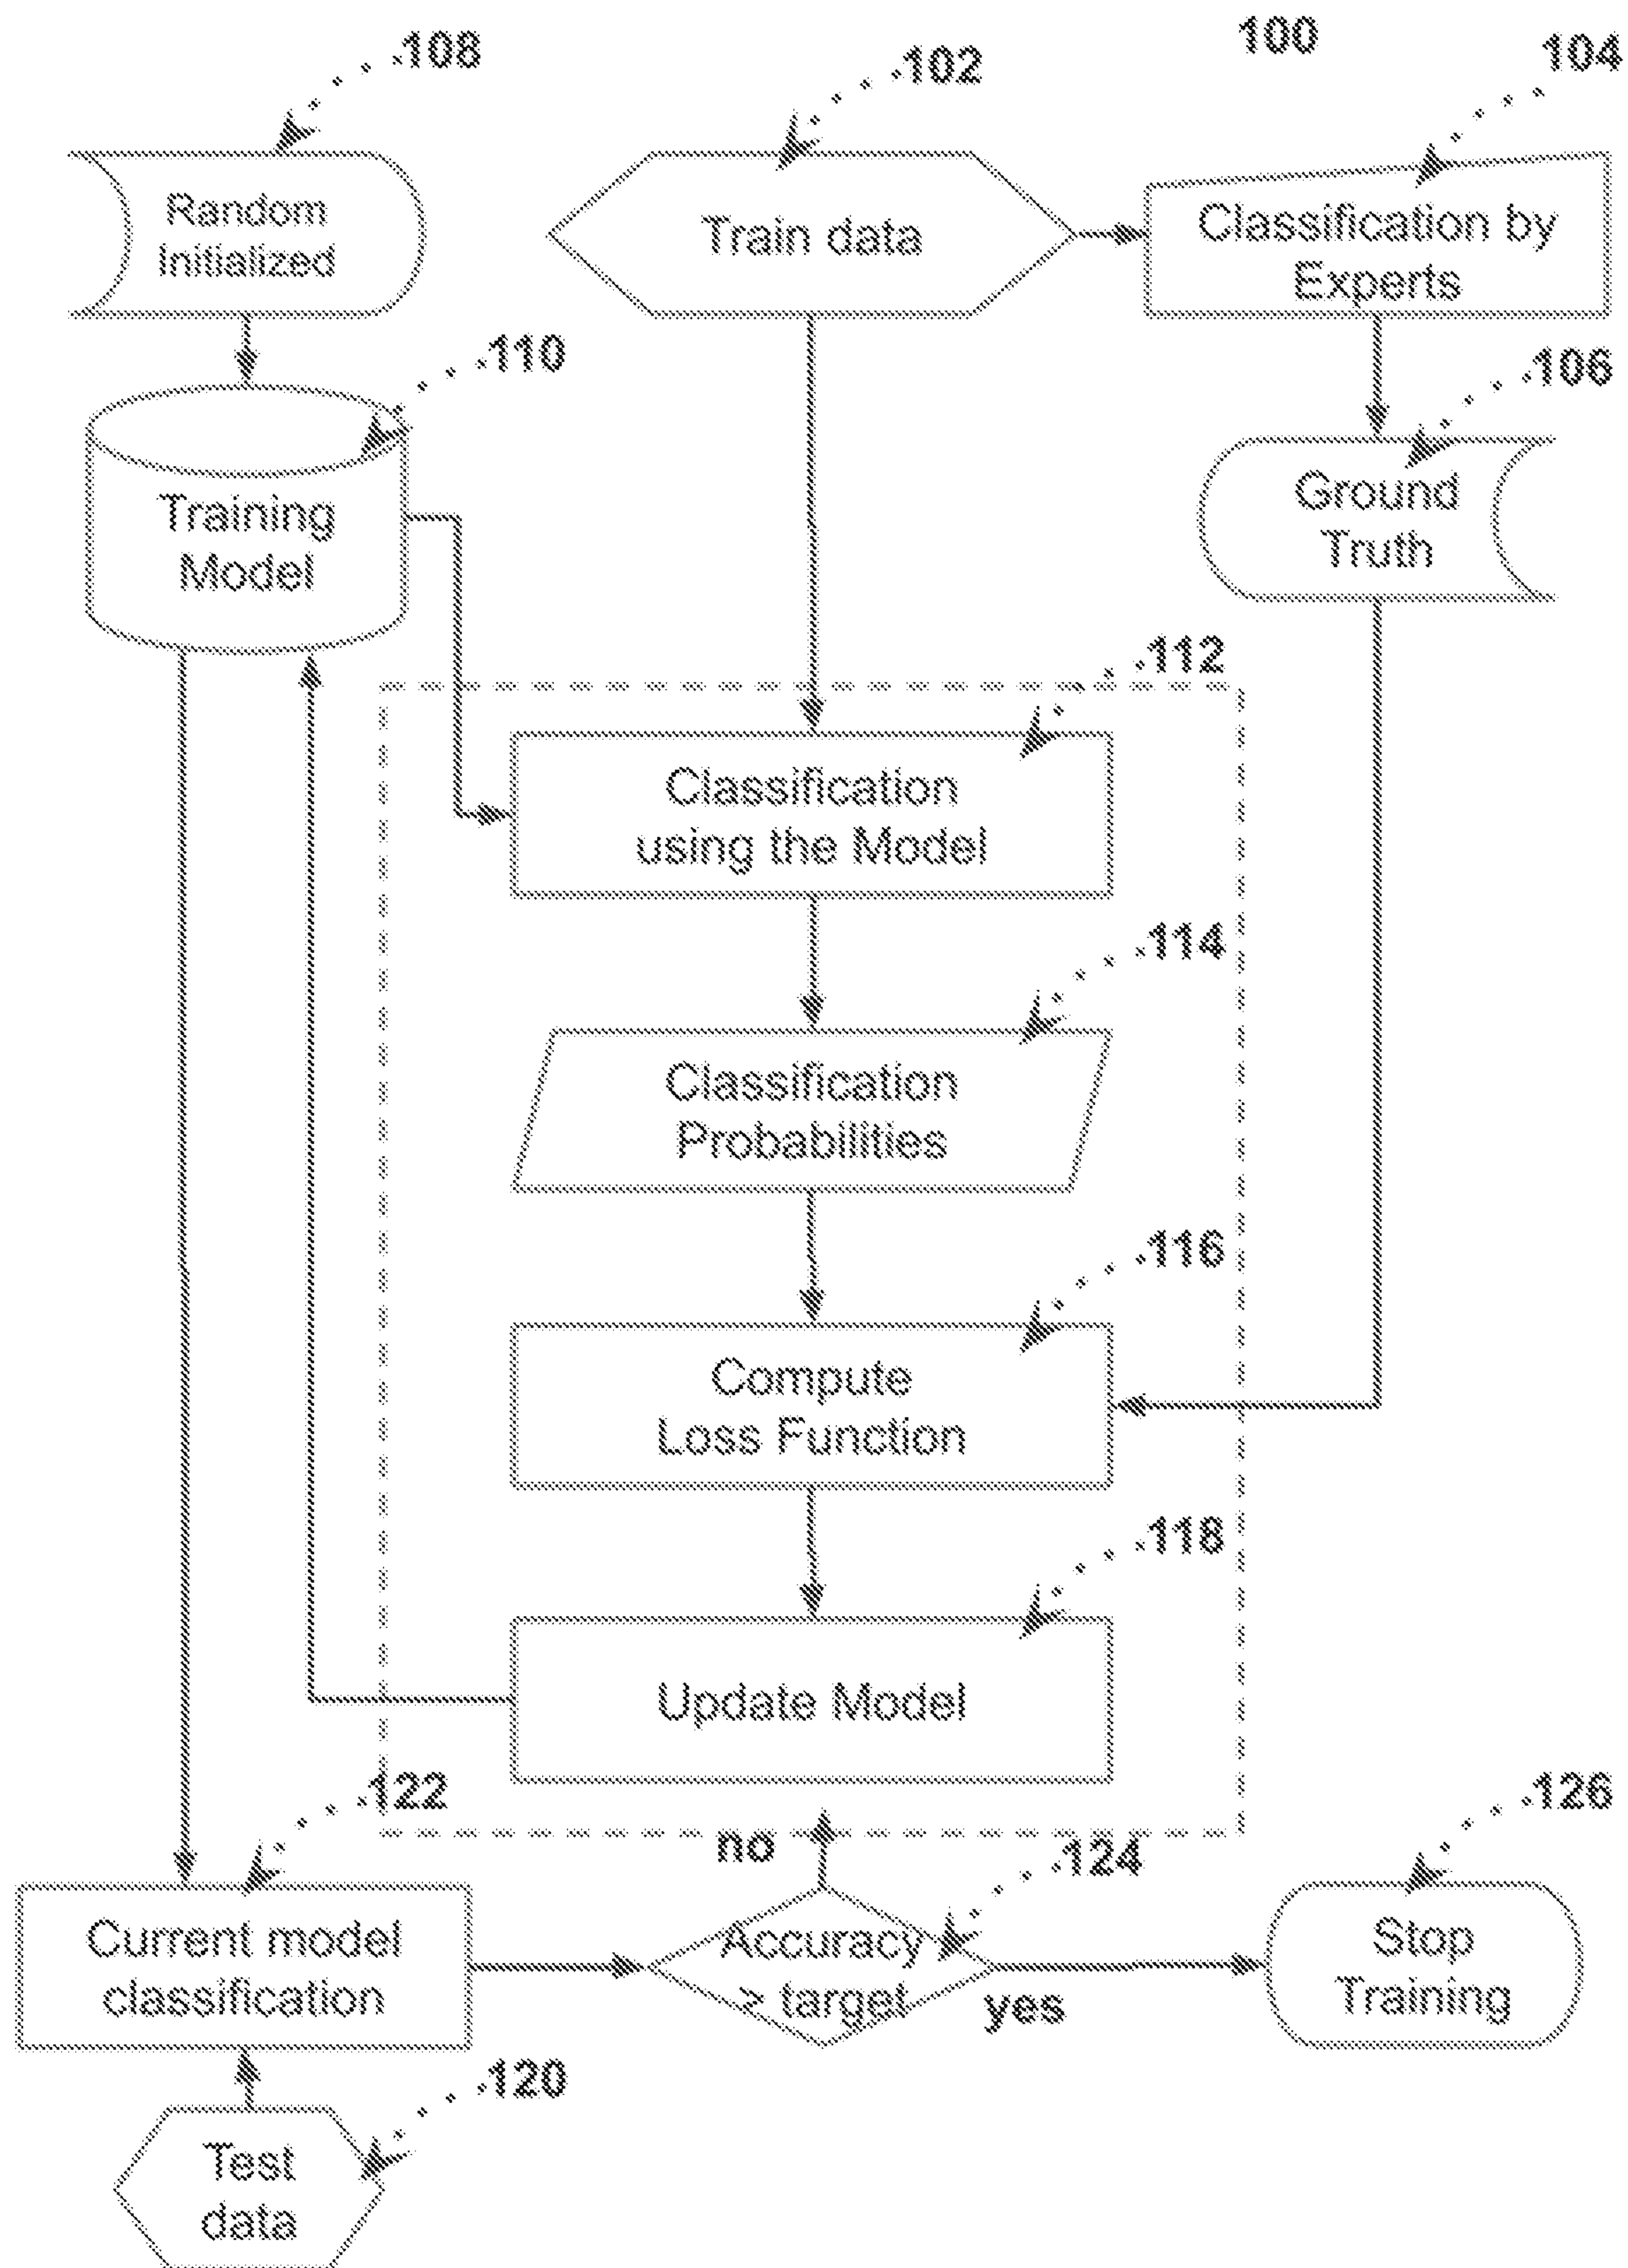 108
102
100
104
Random
Initialized
Train data
Classification by
Experts
110
106
Training
Model
Ground
Truth
112
Classification
using the Model
114
Classification
Probabilities
116
Compute
Loss Function
118
Update Model
122
no
124
126
Current model
classification
Accuracy
> target
yes
Stop
Training
120
Test
data